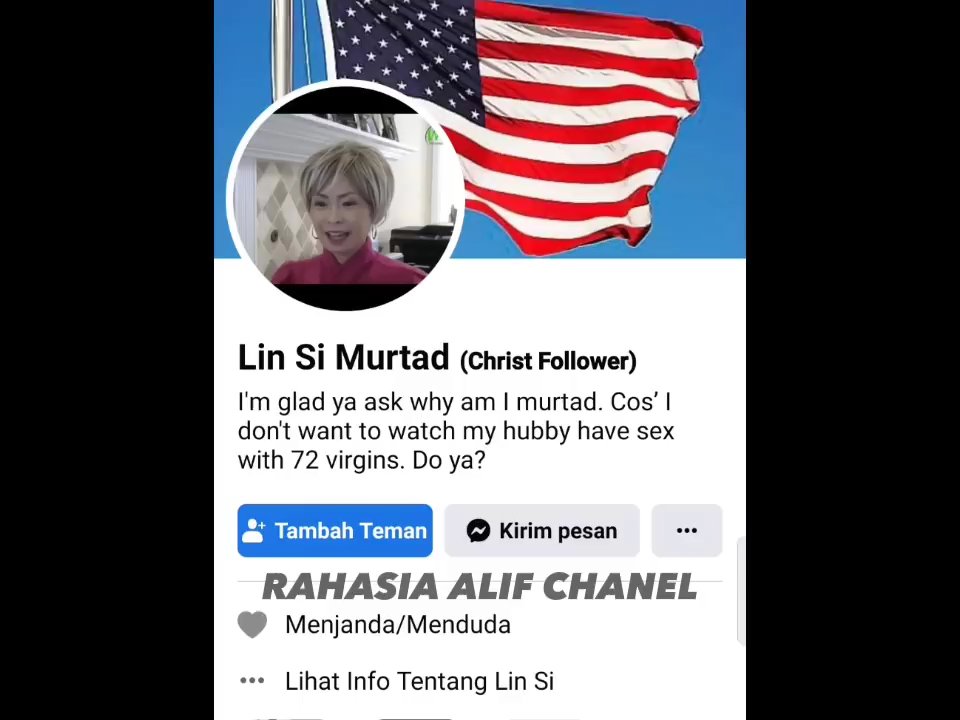 Lin Si Murtad (Christ Follower)
I'm glad ya ask why am I murtad. Cos’ I
don't want to watch my hubby have sex
with 72 virgins. Do ya?
Tambah Teman
Kirim pesan
RAHASIA ALIF CHANEL
Menjanda/Menduda
Lihat Info Tentang Lin Si